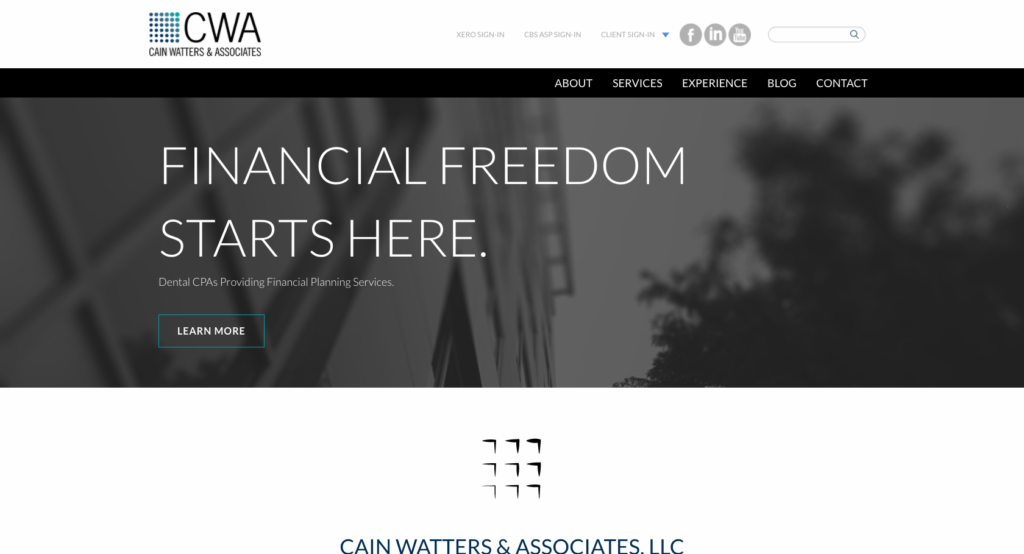 CWA
CAIN WATTERS & ASSOCIATES
XERO SIGN-IN CBS ASP SIGN-IN CLIENT SIGN-IN
f in You Tube
ABOUT SERVICES EXPERIENCE BLOG CONTACT
FINANCIAL FREEDOM
STARTS HERE.
Dental CPAs Providing Financial Planning Services.
LEARN MORE
CAIN WATTERS & ASSOCIATES, LLC